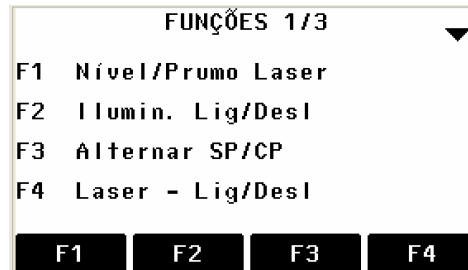 FUNÇÕES 1/3
F1 Nível/Prumo Laser
F2 Ilumin. Lig/Desl
F3 Alternar SP/CP
F4 Laser - Lig/Desl
F1 F2 F3 F4